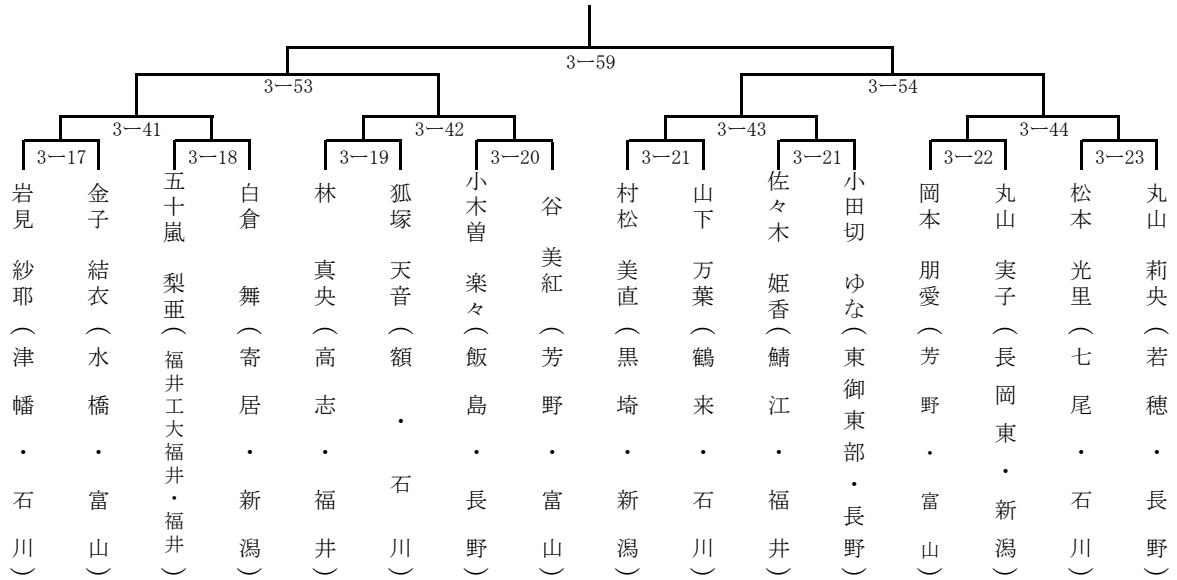 3－59
3－53
3－54
3－41
3－42
3－43
3－44
3－17
3－18
3－19
3－20
3－21
3－21
3－22
3－23
岩見　紗耶（津幡・石川）
金子　結衣（水橋・富山）
五十嵐　梨亜（福井工大福井・福井）
白倉　舞（寄居・新潟）
林　真央（高志・福井）
狐塚　天音（額・石川）
小木曽　楽々（飯島・長野）
谷　美紅（芳野・富山）
村松　美直（黒埼・新潟）
山下　万葉（鶴来・石川）
佐々木　姫香（鯖江・福井）
小田切　ゆな（東御東部・長野）
岡本　朋愛（芳野・富山）
丸山　実子（長岡東・新潟）
松本　光里（七尾・石川）
丸山　莉央（若穂・長野）